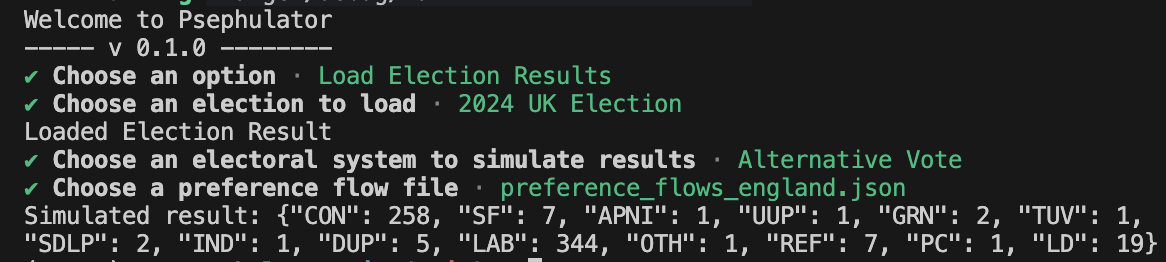 Welcome to Psephulator
----- v 0.1.0 --------
✔ Choose an option · Load Election Results
✔ Choose an election to load · 2024 UK Election
Loaded Election Result
✔ Choose an electoral system to simulate results · Alternative Vote
✔ Choose a preference flow file · preference_flows_england.json
Simulated result: {"CON": 258, "SF": 7, "APNI": 1, "UUP": 1, "GRN": 2, "TUV": 1,
"SDLP": 2, "IND": 1, "DUP": 5, "LAB": 344, "OTH": 1, "REF": 7, "PC": 1, "LD": 19}